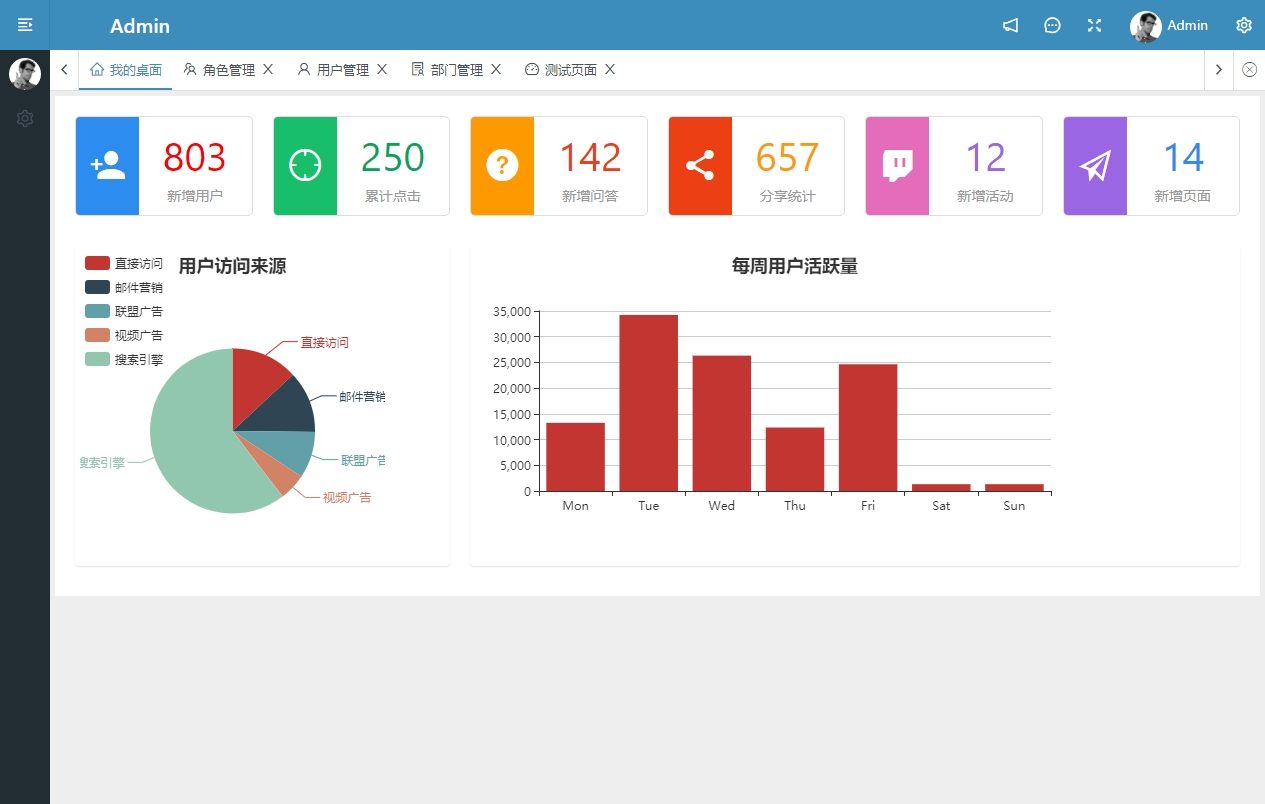 Admin
Admin
我的桌面 角色管理 用户管理 部门管理 测试页面
803
新增用户
250
累计点击
142
新增问答
657
分享统计
12
新增活动
14
新增页面
用户访问来源
直接访问
邮件营销
联盟广告
视频广告
搜索引擎
直接访问
邮件营销
联盟广告
视频广告
搜索引擎
每周用户活跃量
35,000
30,000
25,000
20,000
15,000
10,000
5,000
0
Mon Tue Wed Thu Fri Sat Sun